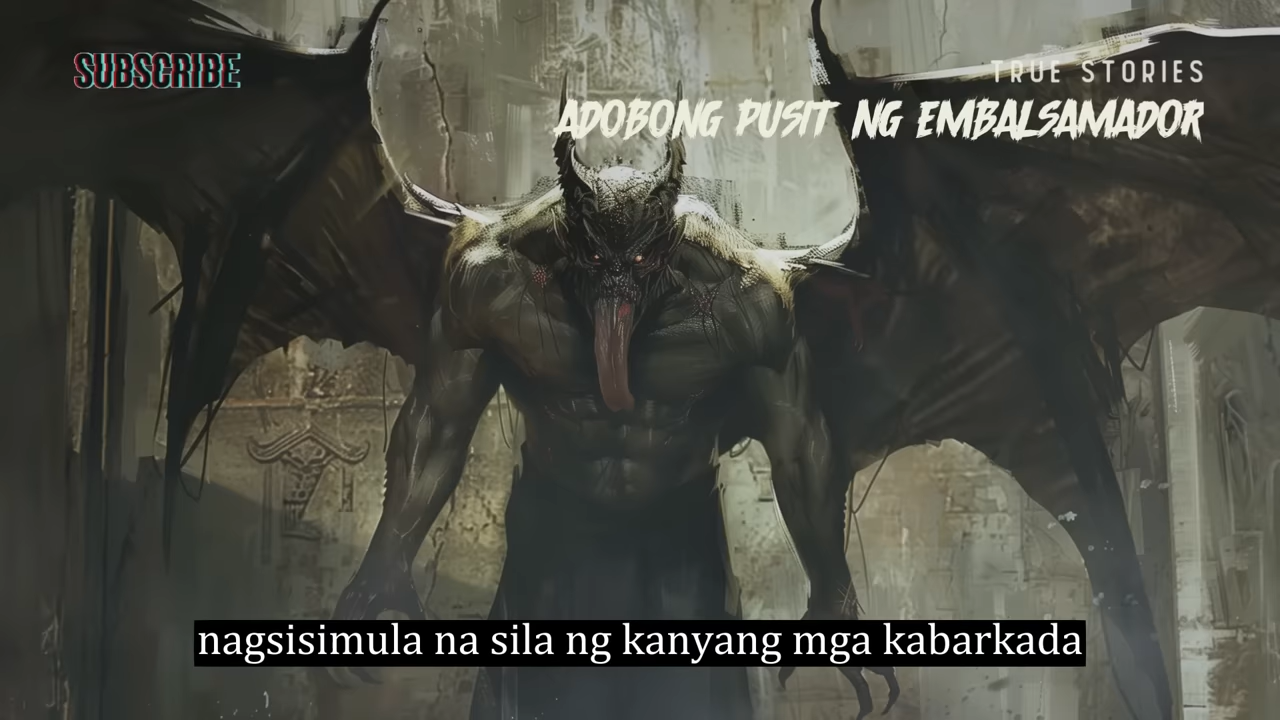 SUBSCRIBE
TRUE STORIES
ADOBONG PUSIT NG EMBALSAMADOR
nagsisimula na sila ng kanyang mga kabarkada